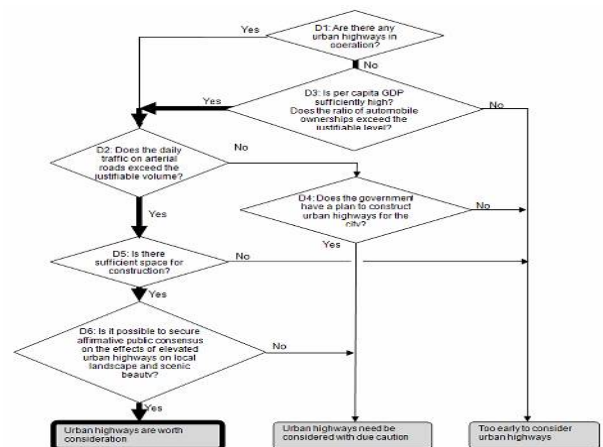 D1: Are there any
urban highways in
operation?
Yes
No
D3: Is per capita GDP
sufficiently high?
Does the ratio of automobile
ownerships exceed the
justifiable level?
Yes
No
D2: Does the daily
traffic on arterial
roads exceed the
justifiable volume?
No
Yes
D4: Does the government
have a plan to construct
urban highways for the
city?
No
Yes
D5: Is there
sufficient space for
construction?
No
Yes
D6: Is it possible to secure
affirmative public consensus
on the effects of elevated
urban highways on local
landscape and scenic
beauty?
No
Yes
Urban highways are worth
consideration
Urban highways need be
considered with due caution
Too early to consider
urban highways